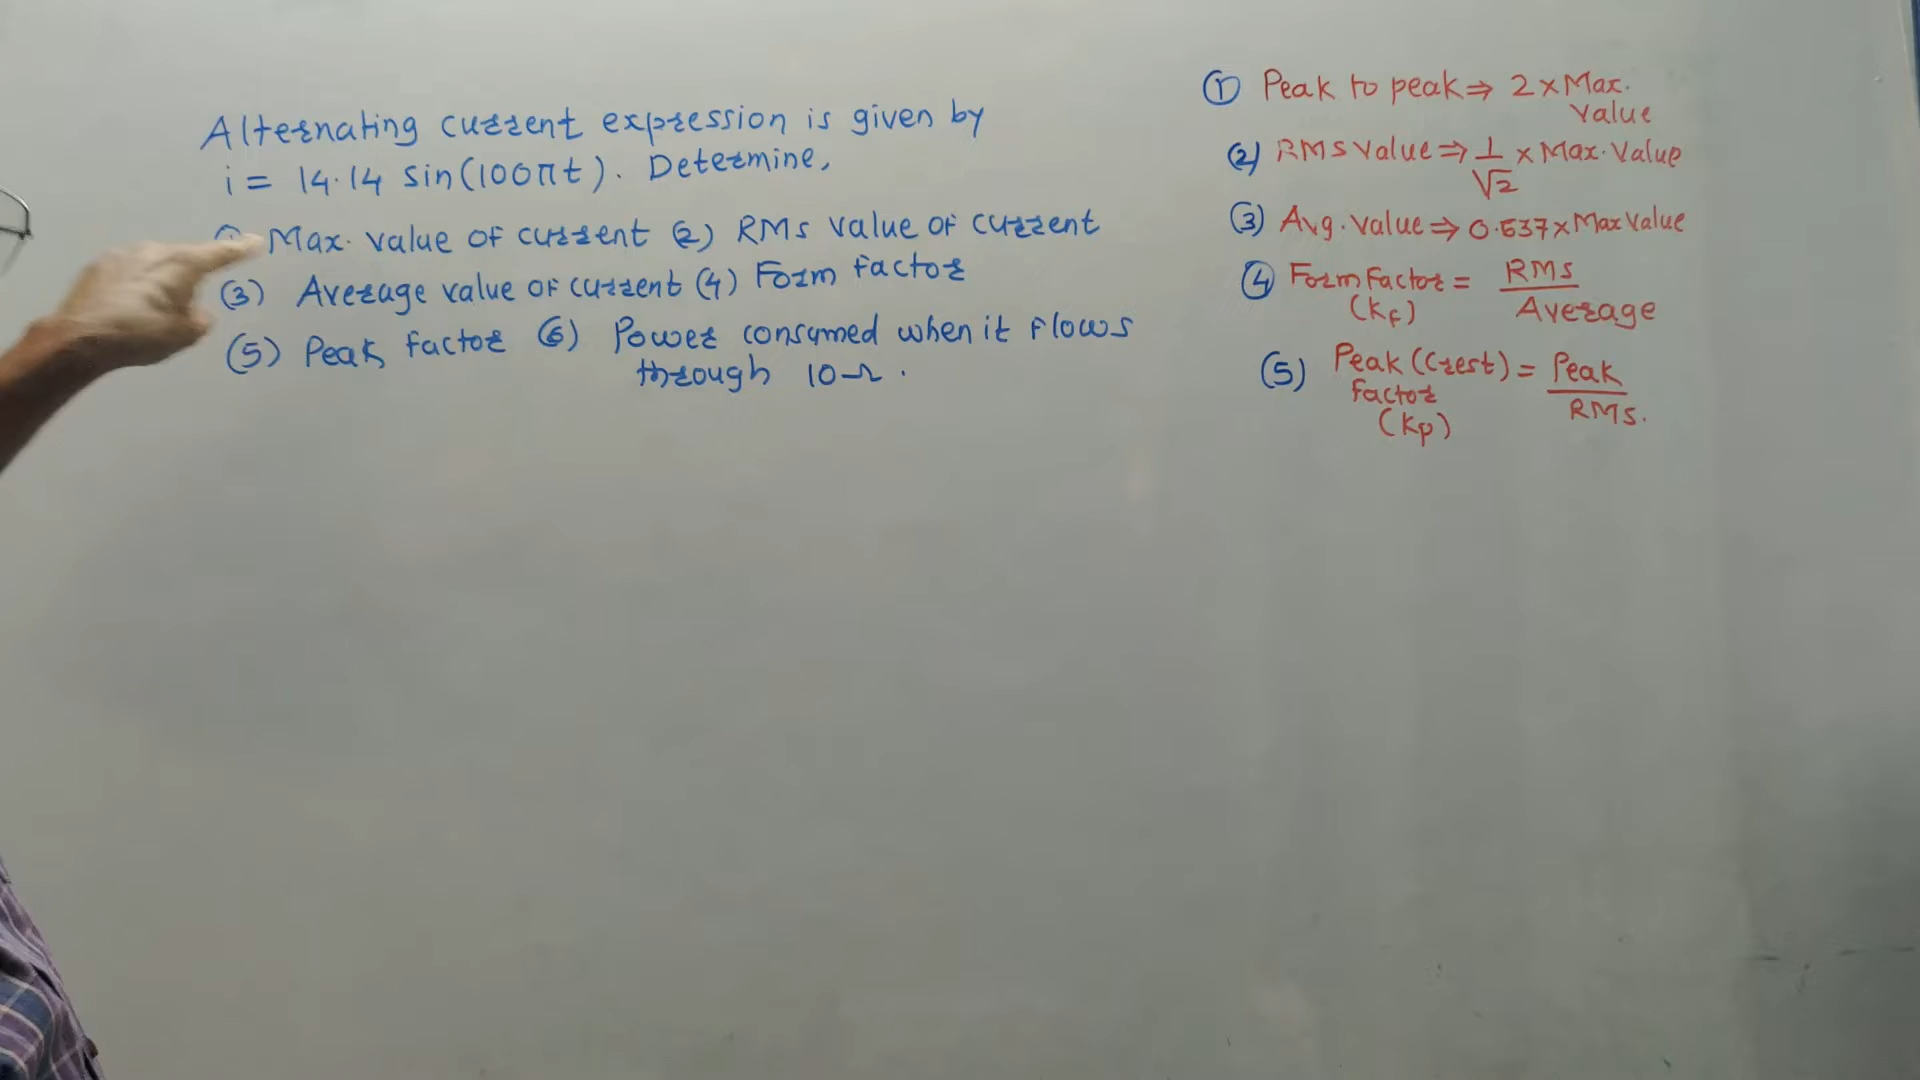 Alternating current expression is given by
i = 14.14 sin(100πt). Determine,
① Max. value of current (2) RMS value of current
(3) Average value of current (4) Form factor
(5) Peak factor (6) Power consumed when it flows
through 10Ω.
① Peak to peak ⇒ 2 × Max.
value
(2) RMS value ⇒ 1/√2 × Max. Value
(3) Avg. value ⇒ 0.637 × Max value
④ Form Factor = RMS / Average
(Kf)
(5) Peak (Crest) = Peak / RMS.
factor
(Kp)